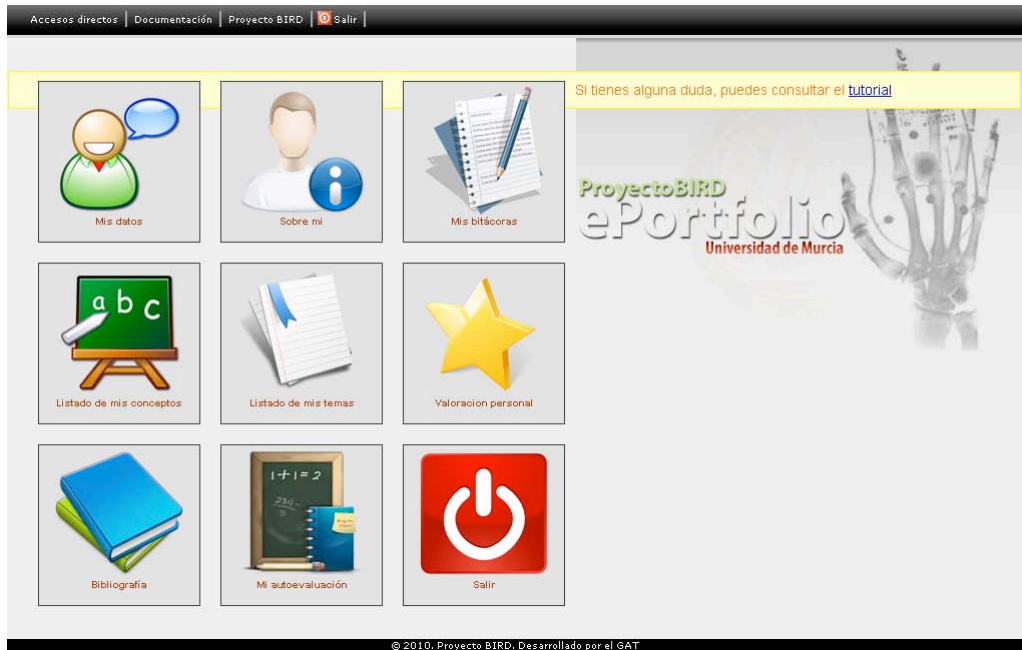 Accesos directos
Documentación
Proyecto BIRD
Salir
Si tienes alguna duda, puedes consultar el tutorial
Mis datos
Sobre mi
Mis bitácoras
ProyectoBIRD
ePortfolio
Universidad de Murcia
a b c
Listado de mis conceptos
Listado de mis temas
Valoracion personal
1+1=2
Bibliografía
Mi autoevaluación
Salir
© 2010. Proyecto BIRD. Desarrollado por el GAT